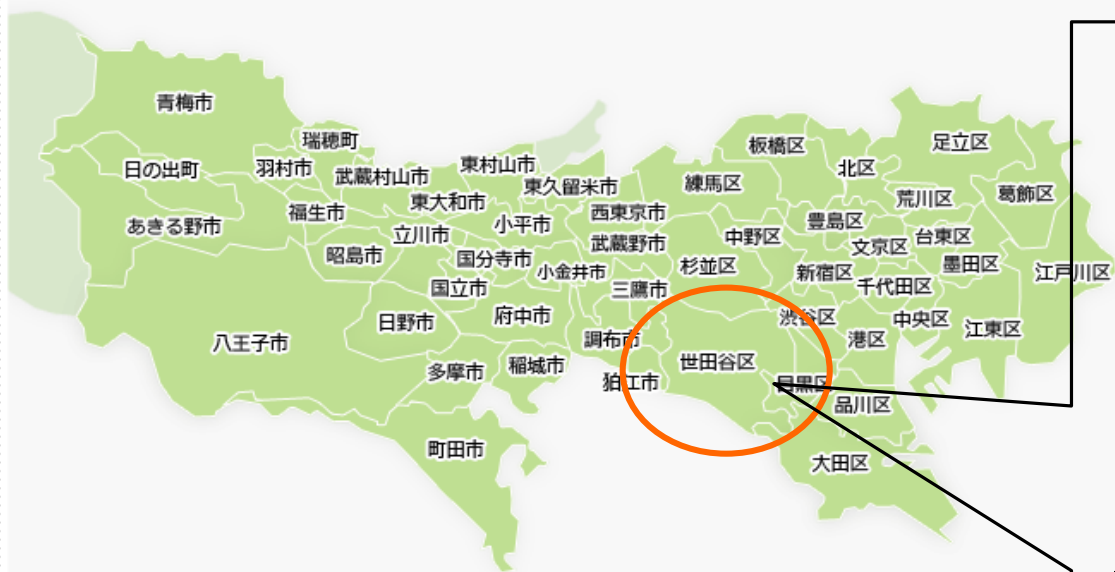 青梅市
瑞穂町
日の出町
羽村市
武蔵村山市
東村山市
東久留米市
板橋区
足立区
練馬区
北区
荒川区
葛飾区
あきる野市
福生市
東大和市
小平市
西東京市
豊島区
立川市
武蔵野市
中野区
文京区
台東区
昭島市
国分寺市
小金井市
杉並区
新宿区
墨田区
江戸川区
国立市
三鷹市
千代田区
日野市
府中市
渋谷区
中央区
江東区
八王子市
調布市
港区
多摩市
稲城市
世田谷区
狛江市
目黒区
品川区
町田市
大田区